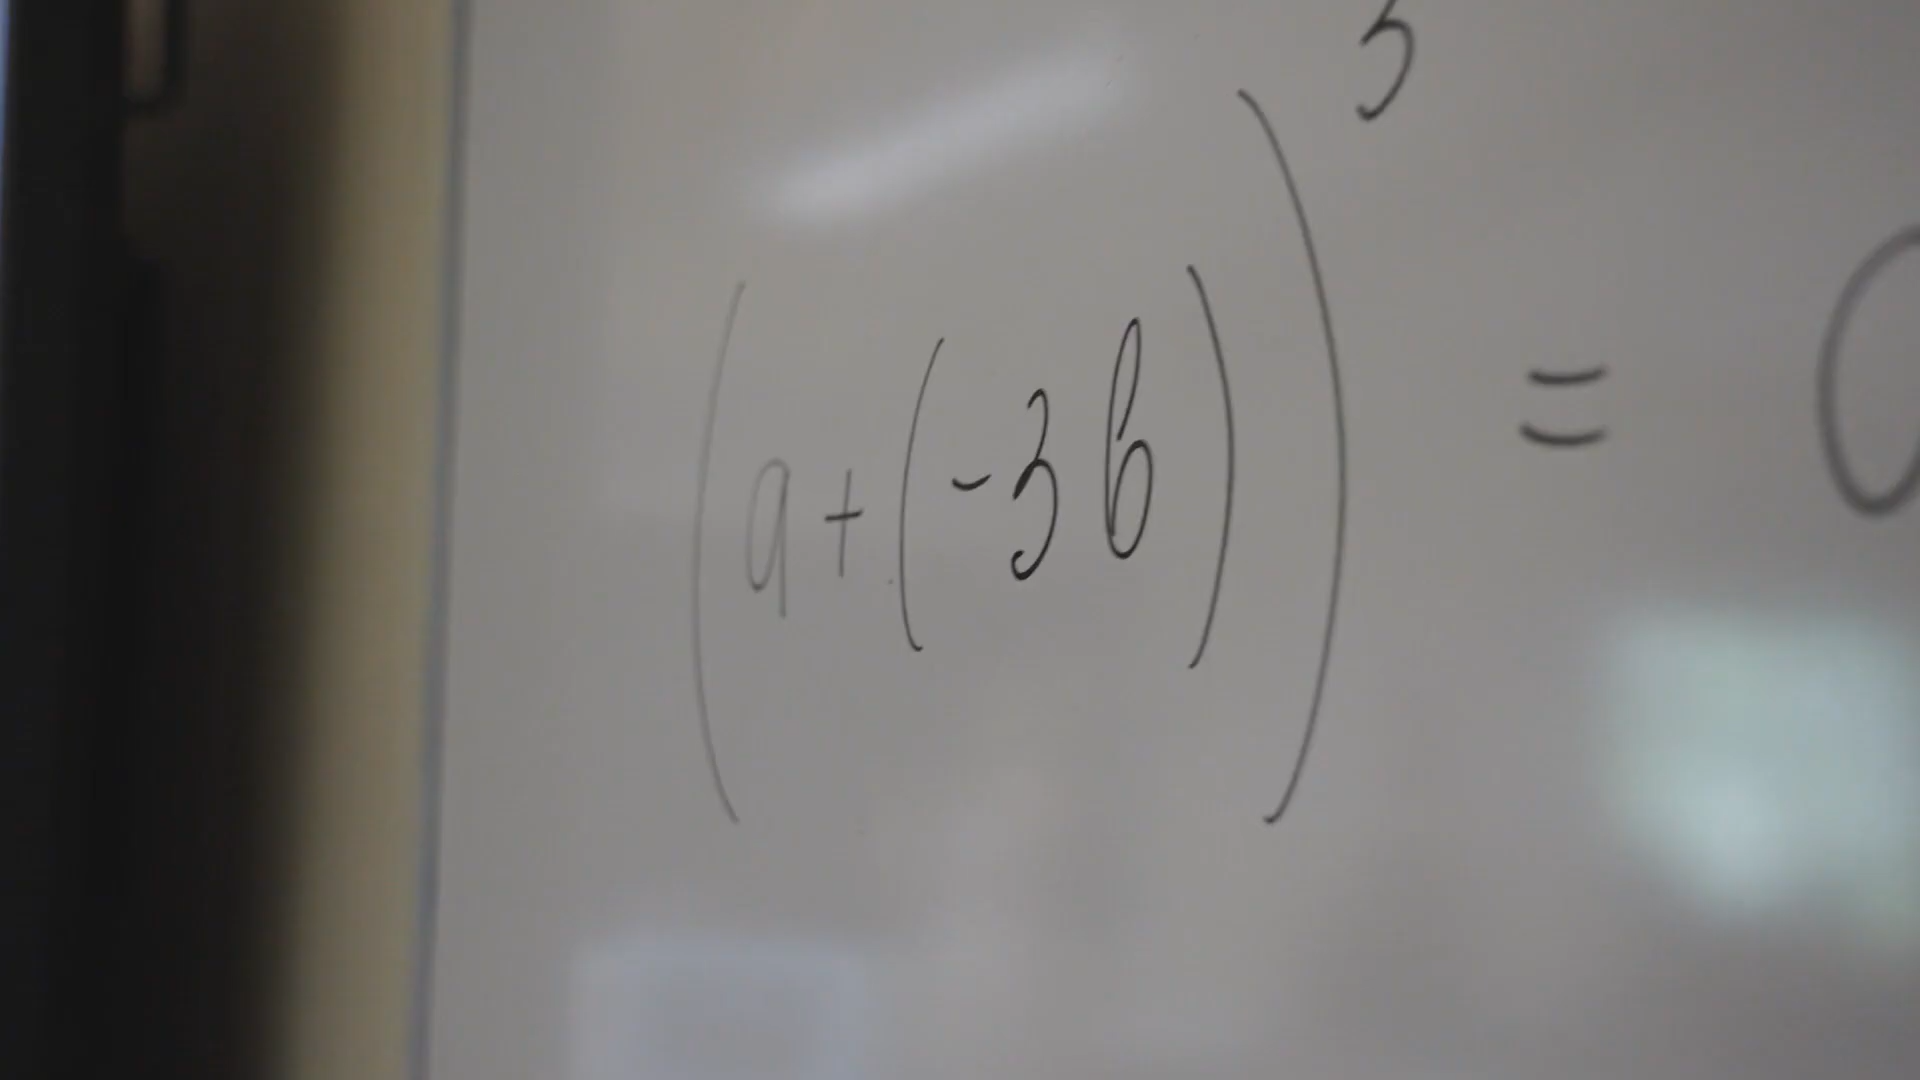 (a+(-3b))³ =